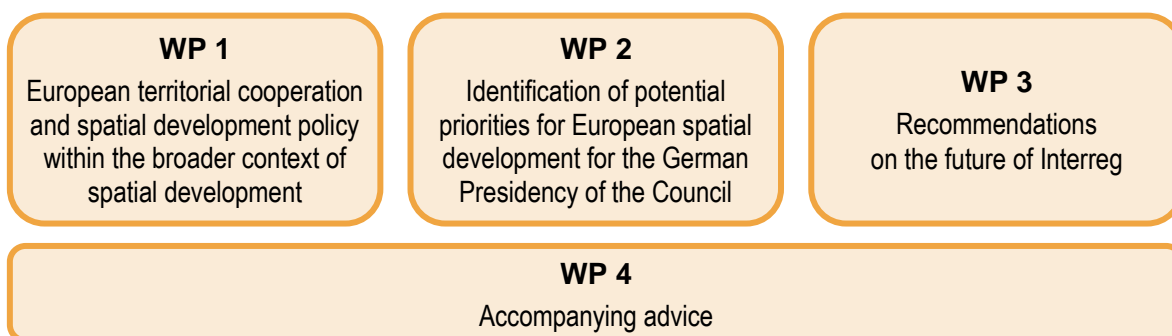 WP 1
European territorial cooperation
and spatial development policy
within the broader context of
spatial development
WP 2
Identification of potential
priorities for European spatial
development for the German
Presidency of the Council
WP 3
Recommendations
on the future of Interreg
WP 4
Accompanying advice